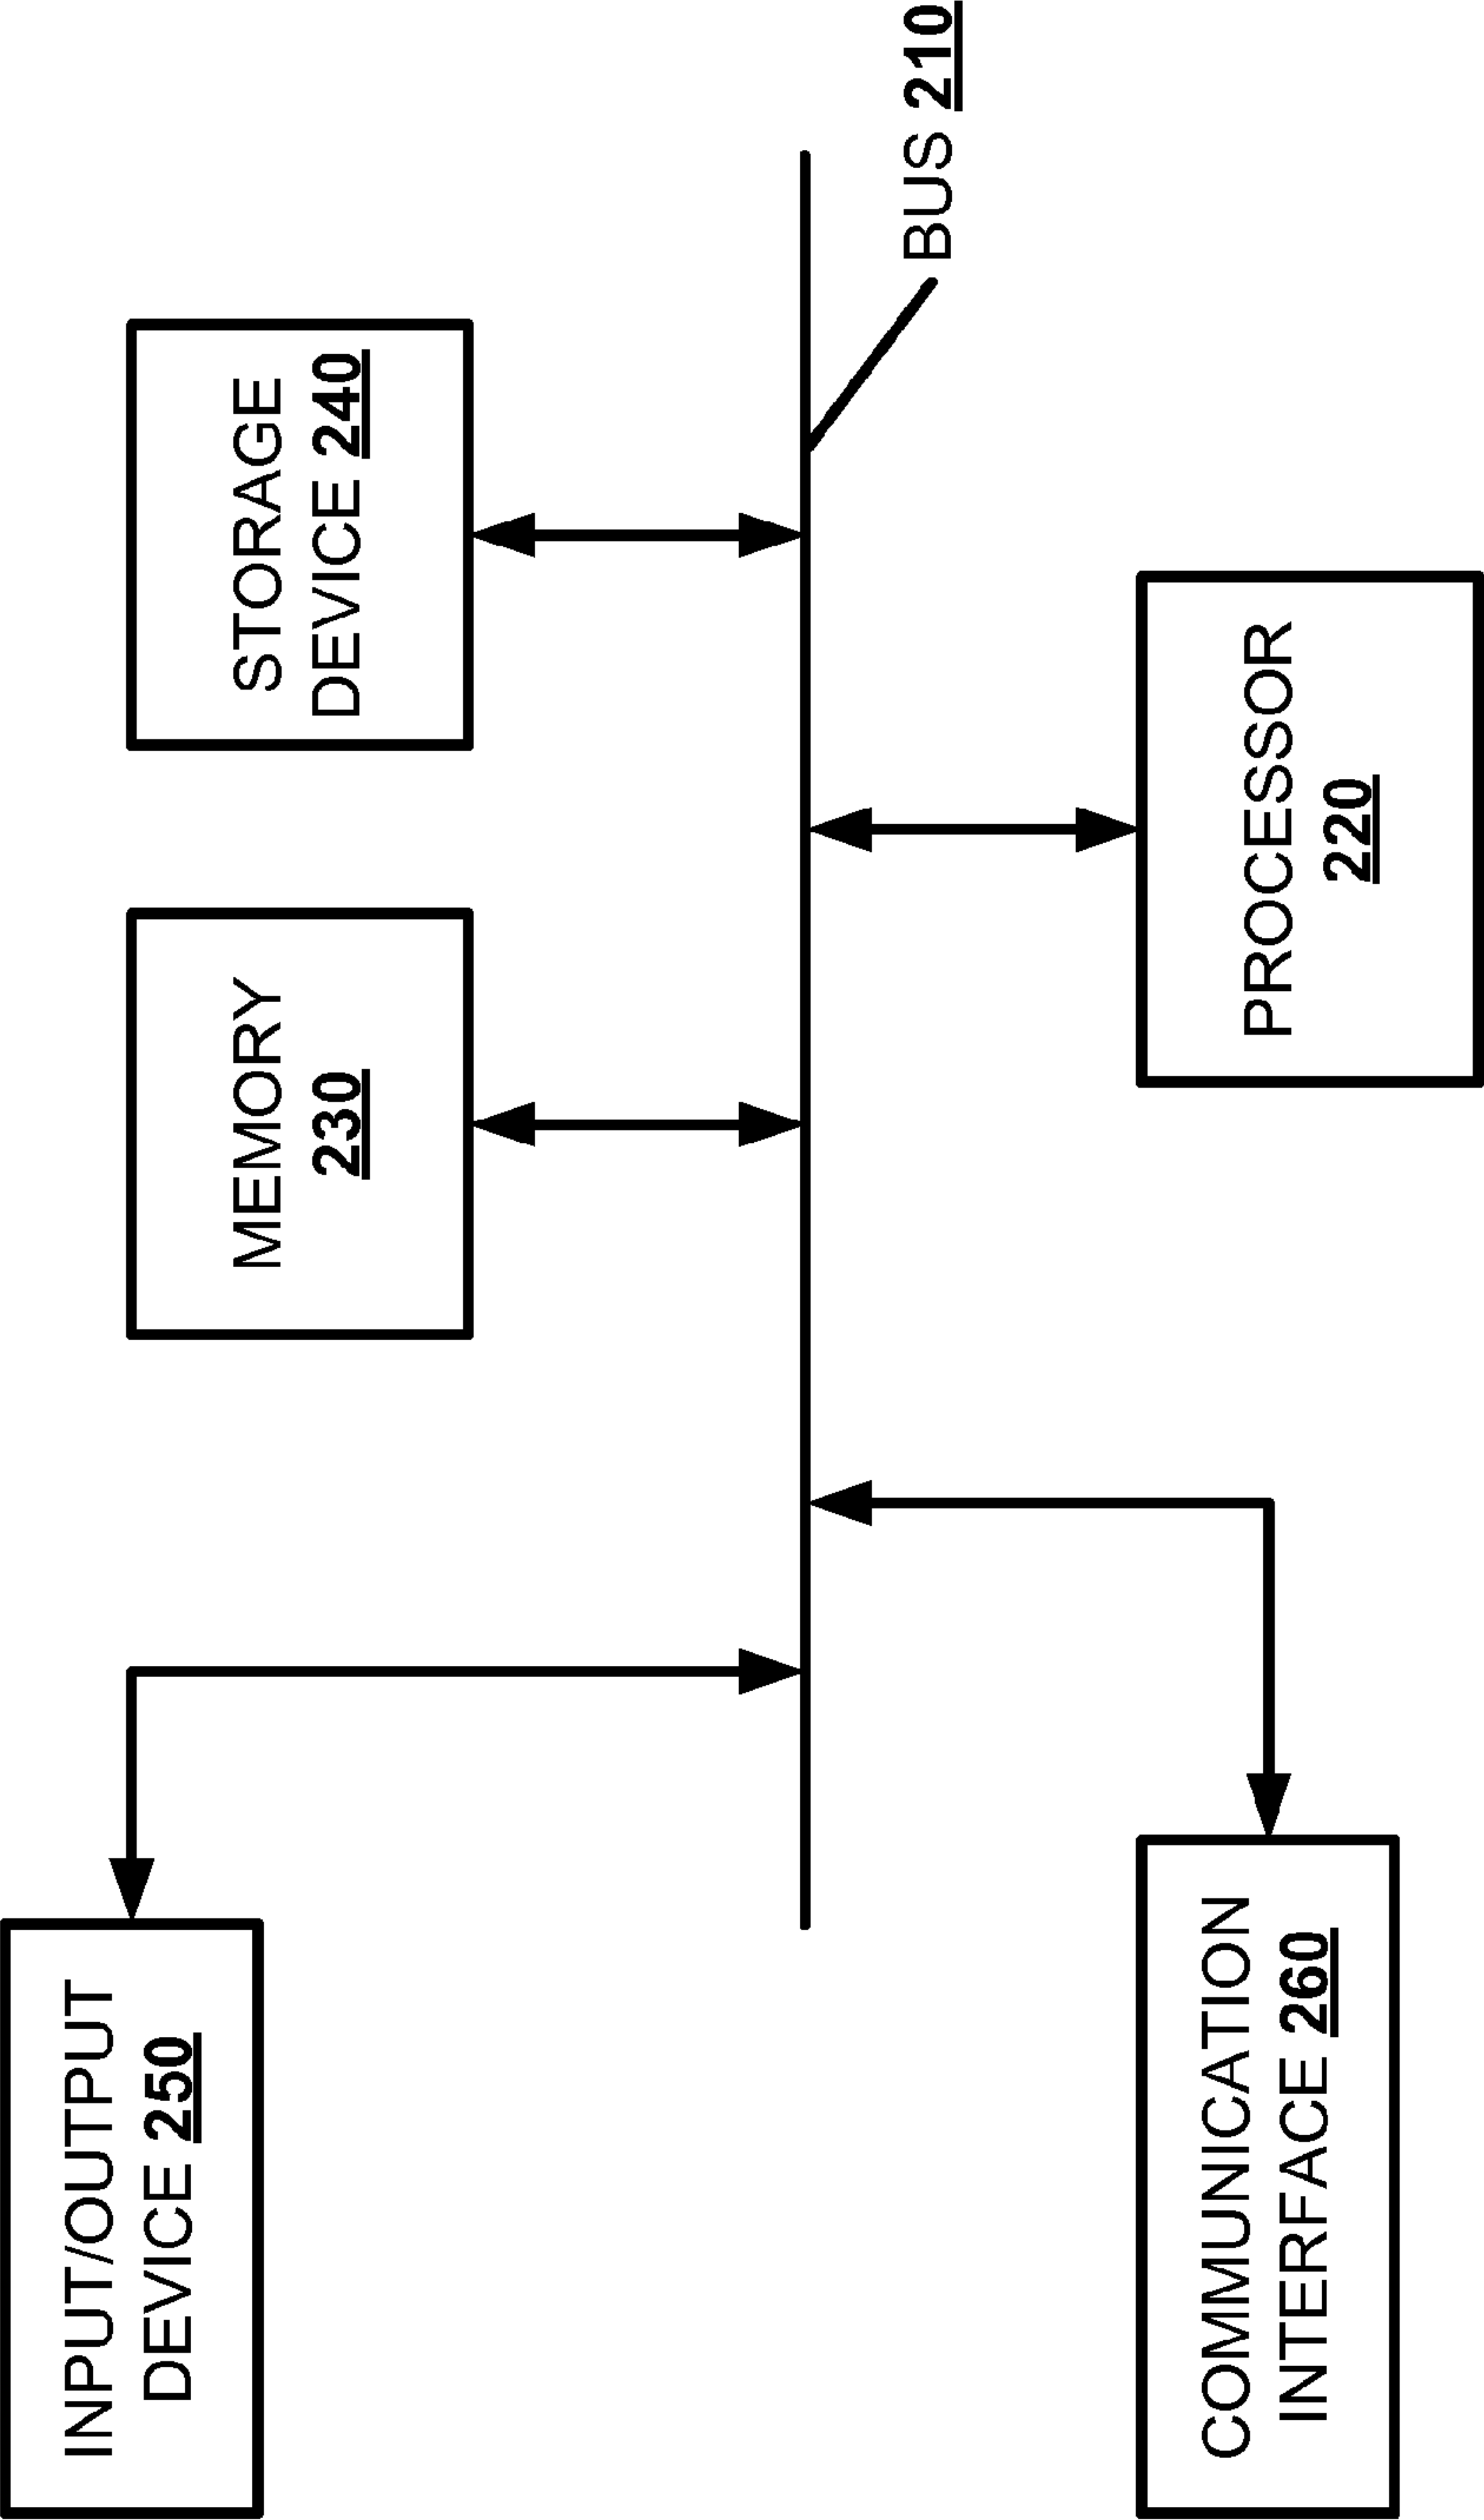 INPUT/OUTPUT
DEVICE 250
MEMORY
230
STORAGE
DEVICE 240
BUS 210
COMMUNICATION
INTERFACE 260
PROCESSOR
220